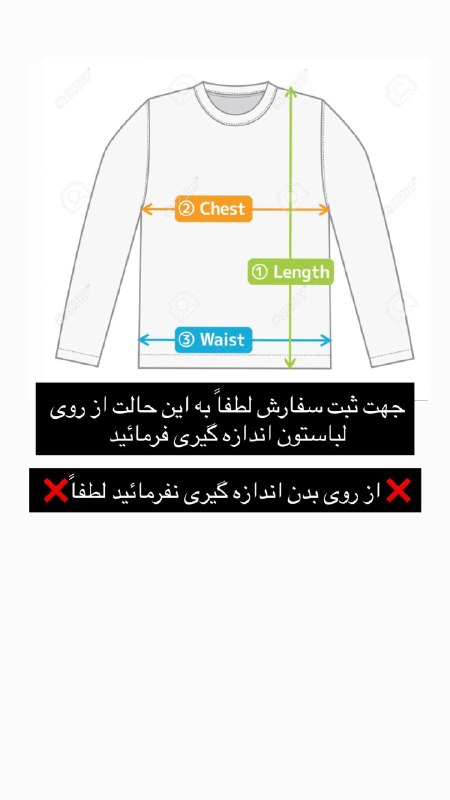 ② Chest
① Length
③ Waist
جهت ثبت سفارش لطفاً به این حالت از روی
لباستون اندازه گیری فرمائید
❌از روی بدن اندازه گیری نفرمائید لطفاً❌